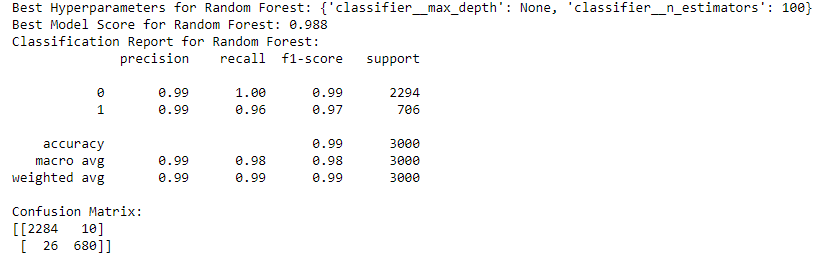 Best Hyperparameters for Random Forest: {'classifier__max_depth': None, 'classifier__n_estimators': 100}
Best Model Score for Random Forest: 0.988
Classification Report for Random Forest:
              precision    recall  f1-score   support

           0       0.99      1.00      0.99      2294
           1       0.99      0.96      0.97       706

    accuracy                           0.99      3000
   macro avg       0.99      0.98      0.98      3000
weighted avg       0.99      0.99      0.99      3000

Confusion Matrix:
[[2284   10]
 [  26  680]]